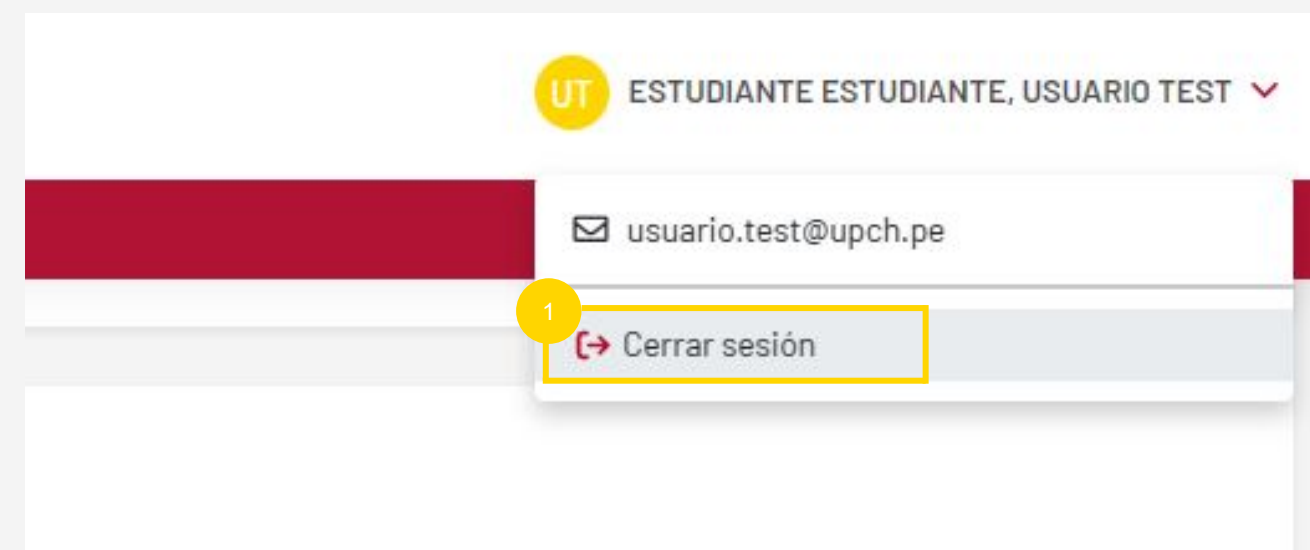 UT ESTUDIANTE ESTUDIANTE, USUARIO TEST
usuario.test@upch.pe
1
Cerrar sesión